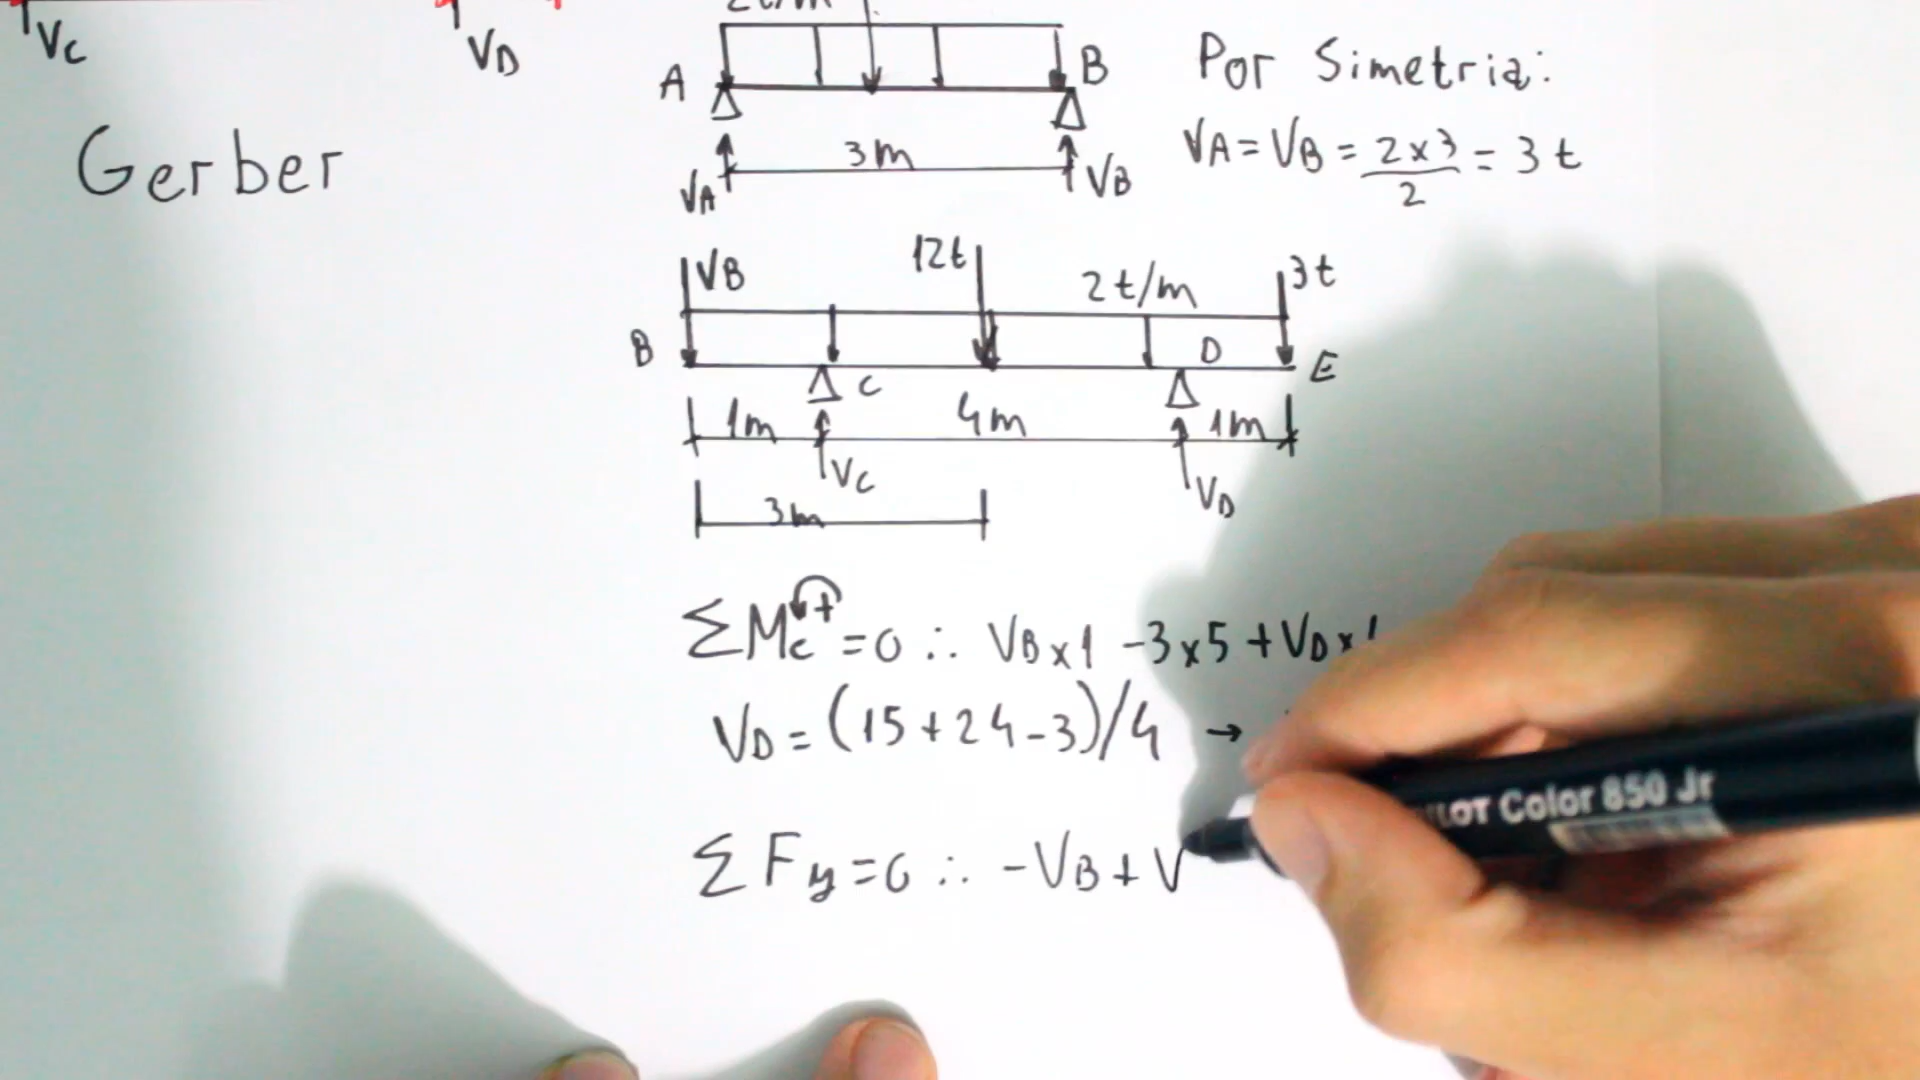 VC
VD
2t/m
A
B
Por Simetria:
3m
VA
VB
VA = VB = 2x3/2 = 3t
Gerber
VB
12t
2t/m
3t
B
C
D
E
1m
4m
1m
VC
VD
3m
ΣMc + = 0 ∴ VB x 1 - 3 x 5 + VD x
VD = (15 + 24 - 3)/4 →
ΣFy = 0 ∴ - VB + V
Color 850 Jr